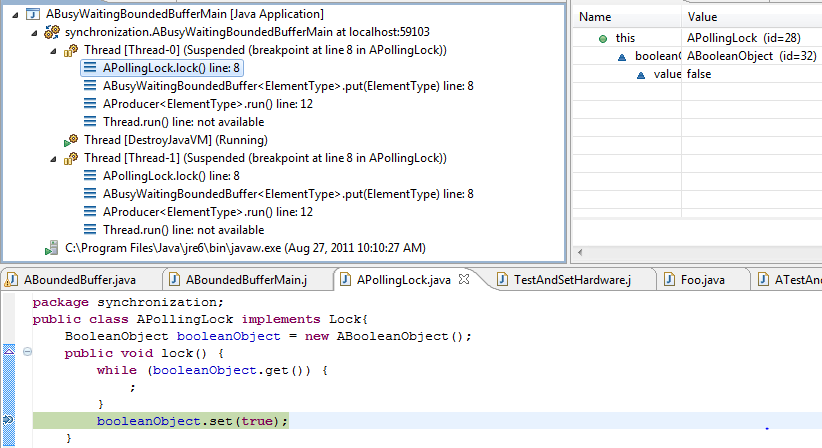 ABusyWaitingBoundedBufferMain [Java Application]
synchronization.ABusyWaitingBoundedBufferMain at localhost:59103
Thread [Thread-0] (Suspended (breakpoint at line 8 in APollingLock))
APollingLock.lock() line: 8
ABusyWaitingBoundedBuffer<ElementType>.put(ElementType) line: 8
AProducer<ElementType>.run() line: 12
Thread.run() line: not available
Thread [DestroyJavaVM] (Running)
Thread [Thread-1] (Suspended (breakpoint at line 8 in APollingLock))
APollingLock.lock() line: 8
ABusyWaitingBoundedBuffer<ElementType>.put(ElementType) line: 8
AProducer<ElementType>.run() line: 12
Thread.run() line: not available
C:\Program Files\Java\jre6\bin\javaw.exe (Aug 27, 2011 10:10:27 AM)
Name Value
this APollingLock (id=28)
boolean ABooleanObject (id=32)
value false
ABoundedBuffer.java ABoundedBufferMain.j APollingLock.java TestAndSetHardware.j Foo.java ATestAn
package synchronization;
public class APollingLock implements Lock{
BooleanObject booleanObject = new ABooleanObject();
public void lock() {
while (booleanObject.get()) {
;
}
booleanObject.set(true);
}